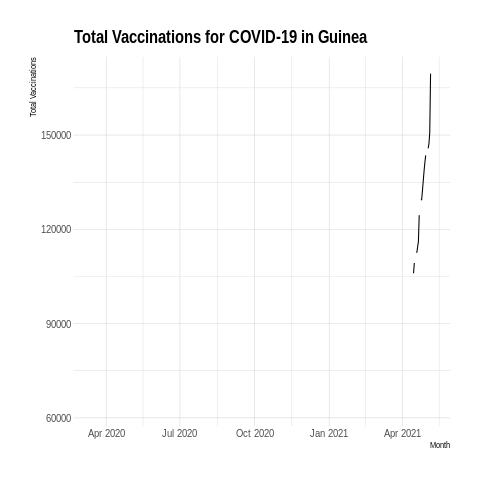 Total Vaccinations for COVID-19 in Guinea
Total Vaccinations
150000
120000
90000
60000
Apr 2020 Jul 2020 Oct 2020 Jan 2021 Apr 2021
Month